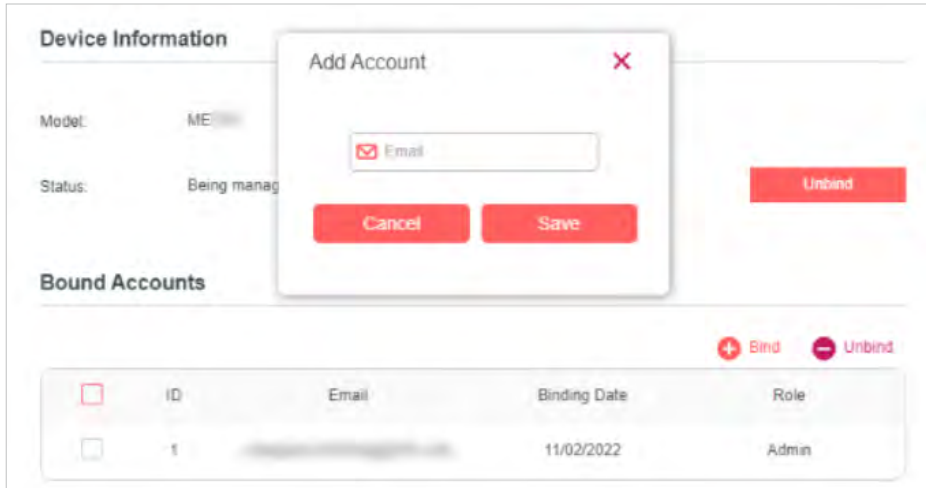 Device Information
Add Account
Model: ME
Email
Status: Being manag
Unbind
Cancel Save
Bound Accounts
Bind Unbind
ID Email Binding Date Role
1 11/02/2022 Admin